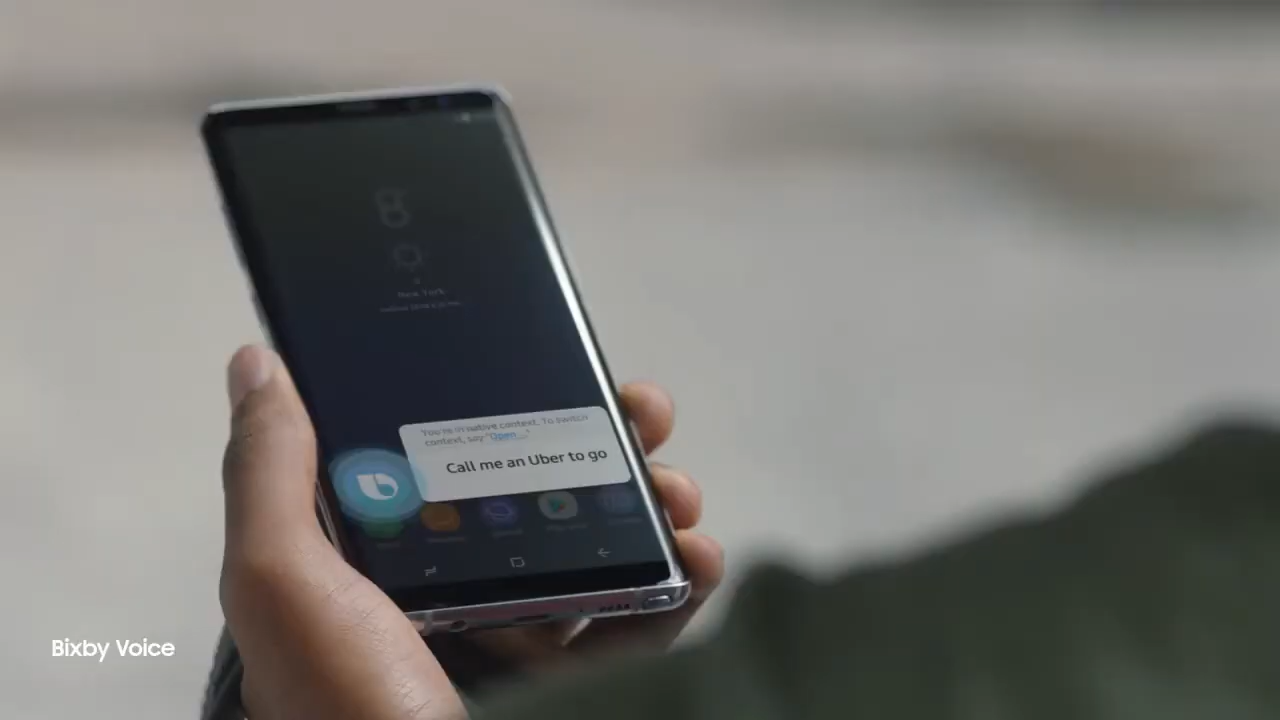 New York
You're in native context. To switch
context, say "Open ..."
Call me an Uber to go
Bixby Voice